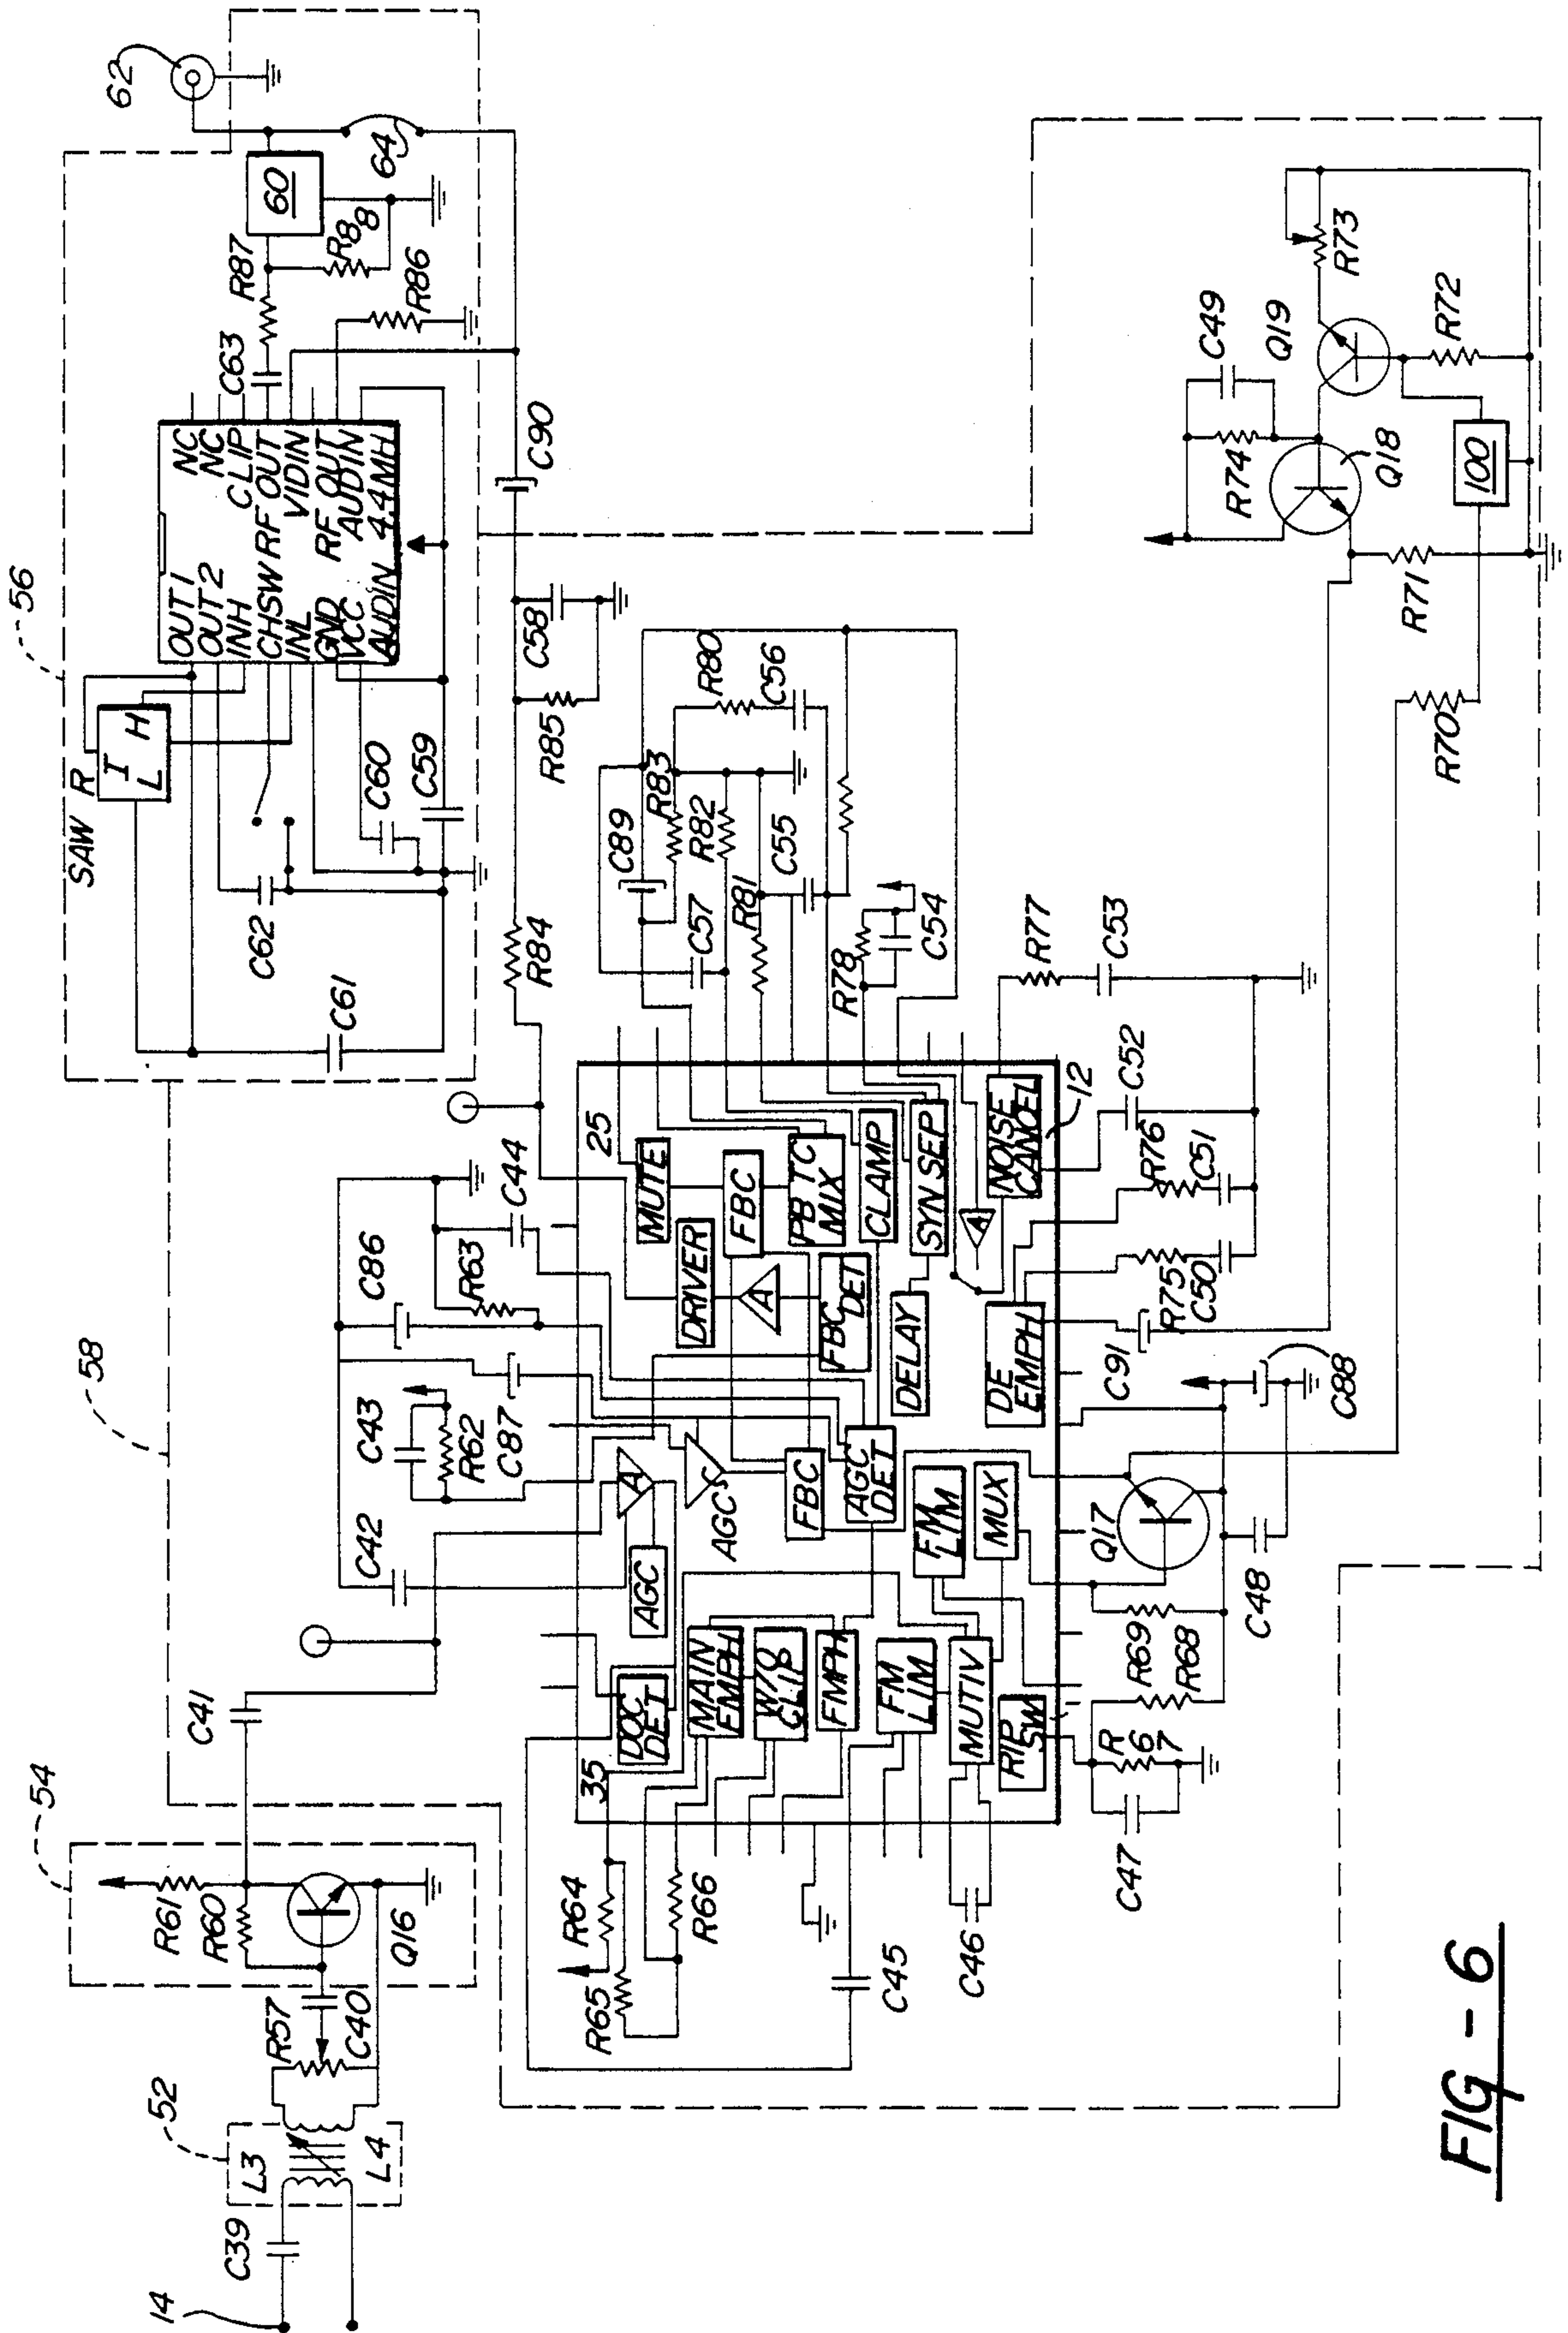 14
C39
L3
L4
52
R57
C40
R61
R60
Q16
54
C41
58
C42
C43
R62
C87
C86
R63
C44
56
SAW R
I H
L
OUT 1
OUT 2
INH
CHSW
INL
GND
VCC
AUDIN
NC
NC
CLIP
RF OUT
VIDIN
RF OUT
AUDIN
4.4MH
C62
C61
C60
C59
C63
R87
R88
R86
60
62
64
C90
C58
R85
R84
R83
R82
R81
R80
C89
C57
C56
C55
R78
C54
R77
C53
C52
R76
C51
R75
C50
C91
C88
12
R64
R65
R66
C45
C46
C47
R67
R68
R69
C48
Q17
35
25
DOC DET
MAIN EMPH
W/D CLIP
FMPH
FM LIM
MUTIV
RIP SW
AGC
A
AGCS
FBC
AGC DET
FM LIM
MUX
DRIVER
A
FBC DET
DELAY
DE EMPH
MUTE
FBC
PB TC MIX
CLAMP
SYN SEP
A
NOISE CANCEL
R70
R71
R72
R73
R74
C49
Q18
Q19
100
FIG - 6